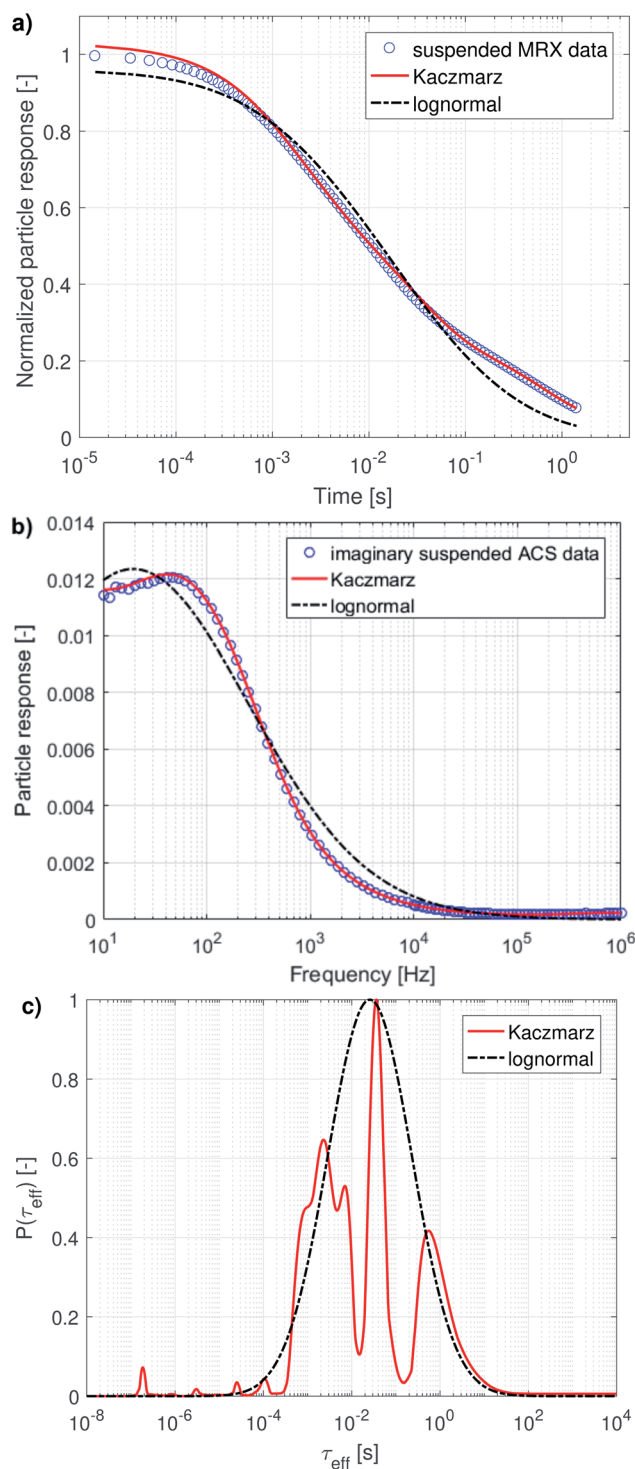 a)
suspended MRX data
Kaczmarz
lognormal
1
0.8
0.6
0.4
0.2
0
Normalized particle response [-]
10^-5 10^-4 10^-3 10^-2 10^-1 10^0
Time [s]
b)
imaginary suspended ACS data
Kaczmarz
lognormal
0.014
0.012
0.01
0.008
0.006
0.004
0.002
0
Particle response [-]
10^1 10^2 10^3 10^4 10^5 10^6
Frequency [Hz]
c)
Kaczmarz
lognormal
1
0.8
0.6
0.4
0.2
0
P(τ_eff) [-]
10^-8 10^-6 10^-4 10^-2 10^0 10^2 10^4
τ_eff [s]